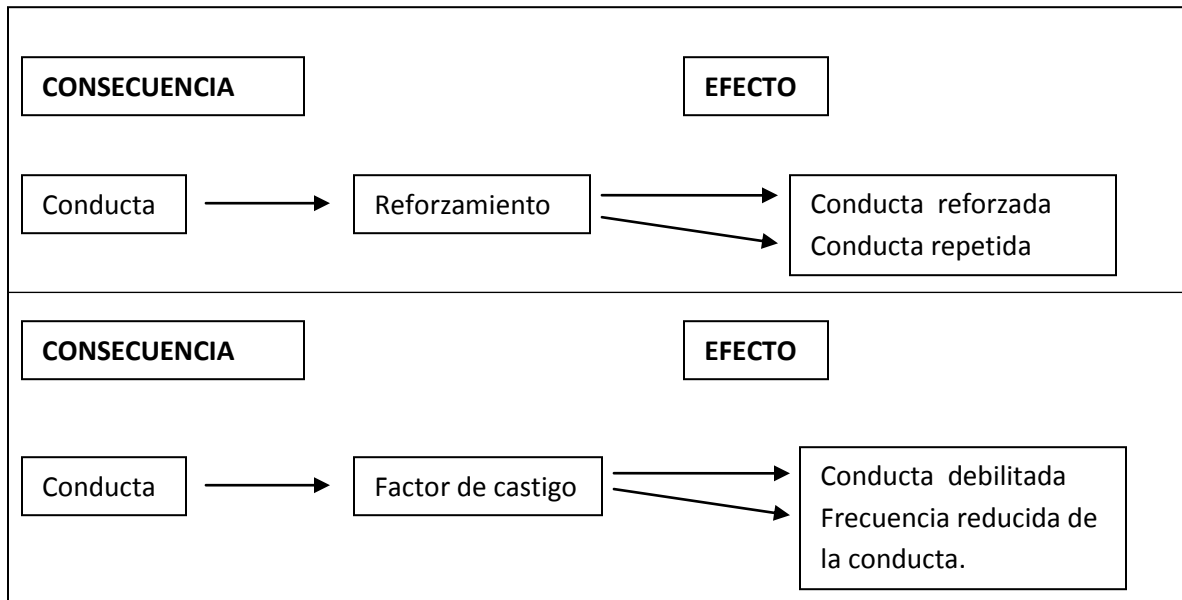 CONSECUENCIA
EFECTO
Conducta
Reforzamiento
Conducta reforzada
Conducta repetida
CONSECUENCIA
EFECTO
Conducta
Factor de castigo
Conducta debilitada
Frecuencia reducida de
la conducta.